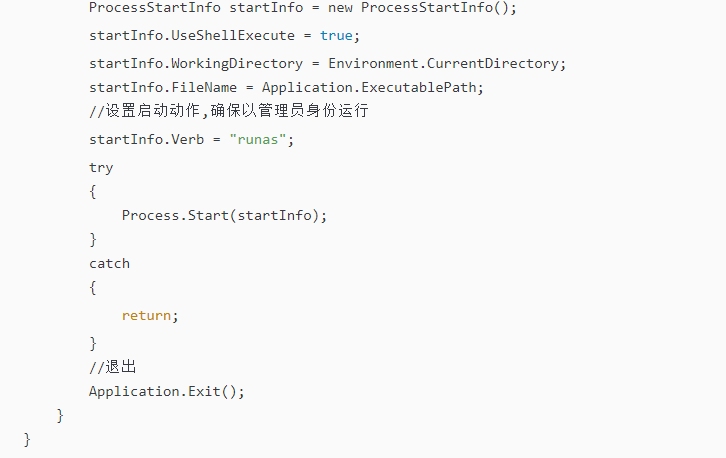 ProcessStartInfo startInfo = new ProcessStartInfo();
startInfo.UseShellExecute = true;
startInfo.WorkingDirectory = Environment.CurrentDirectory;
startInfo.FileName = Application.ExecutablePath;
//设置启动动作,确保以管理员身份运行
startInfo.Verb = "runas";
try
{
Process.Start(startInfo);
}
catch
{
return;
}
//退出
Application.Exit();
}
}